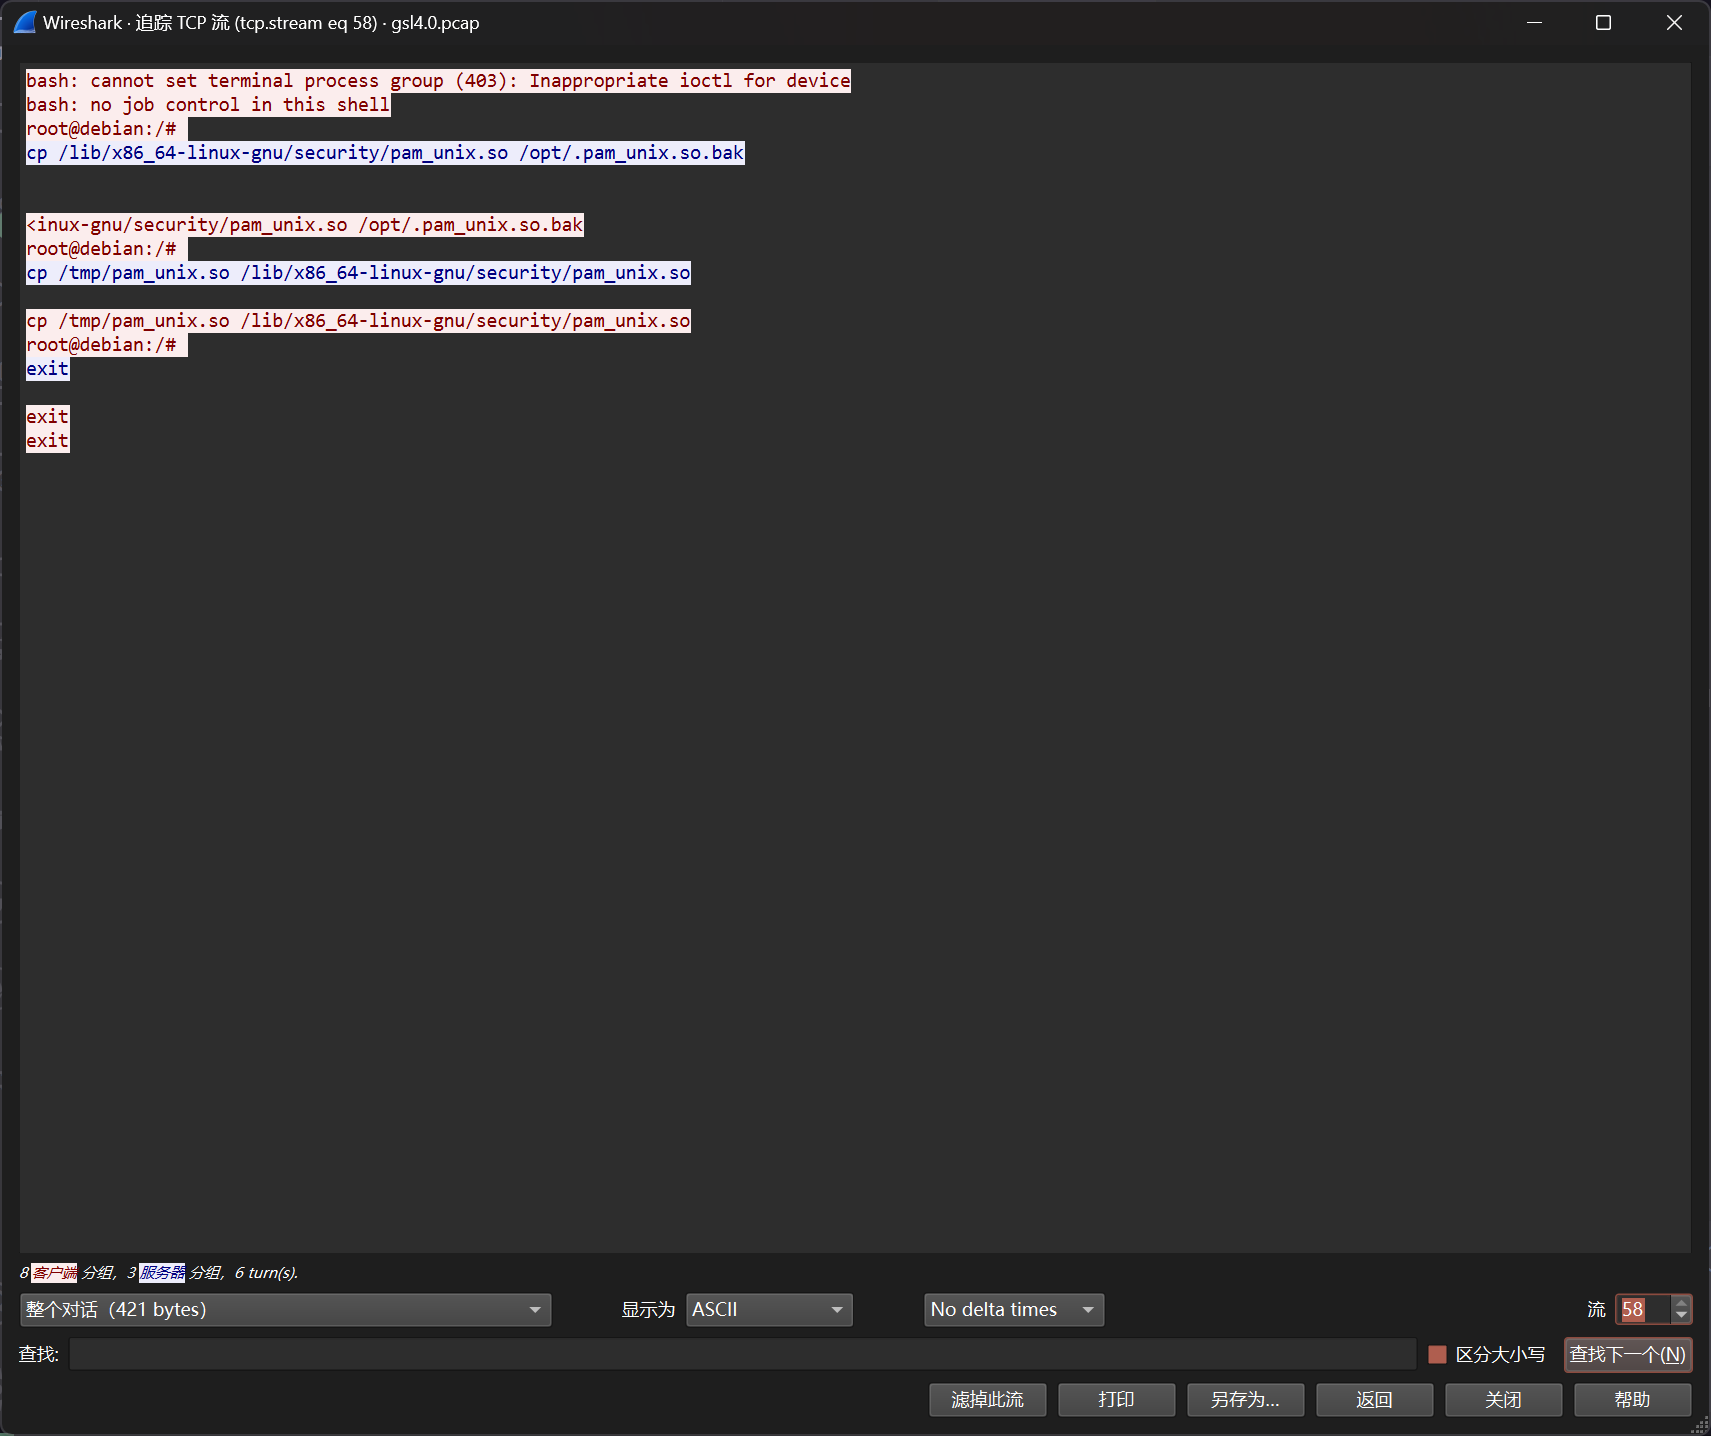 Wireshark · 追踪 TCP 流 (tcp.stream eq 58) · gsl4.0.pcap
bash: cannot set terminal process group (403): Inappropriate ioctl for device
bash: no job control in this shell
root@debian:/#
cp /lib/x86_64-linux-gnu/security/pam_unix.so /opt/.pam_unix.so.bak
<inux-gnu/security/pam_unix.so /opt/.pam_unix.so.bak
root@debian:/#
cp /tmp/pam_unix.so /lib/x86_64-linux-gnu/security/pam_unix.so
cp /tmp/pam_unix.so /lib/x86_64-linux-gnu/security/pam_unix.so
root@debian:/#
exit
exit
exit
8 客户端 分组, 3 服务器 分组, 6 turn(s).
整个对话 (421 bytes) 显示为 ASCII No delta times 流 58
查找: 区分大小写 查找下一个(N)
滤掉此流 打印 另存为... 返回 关闭 帮助